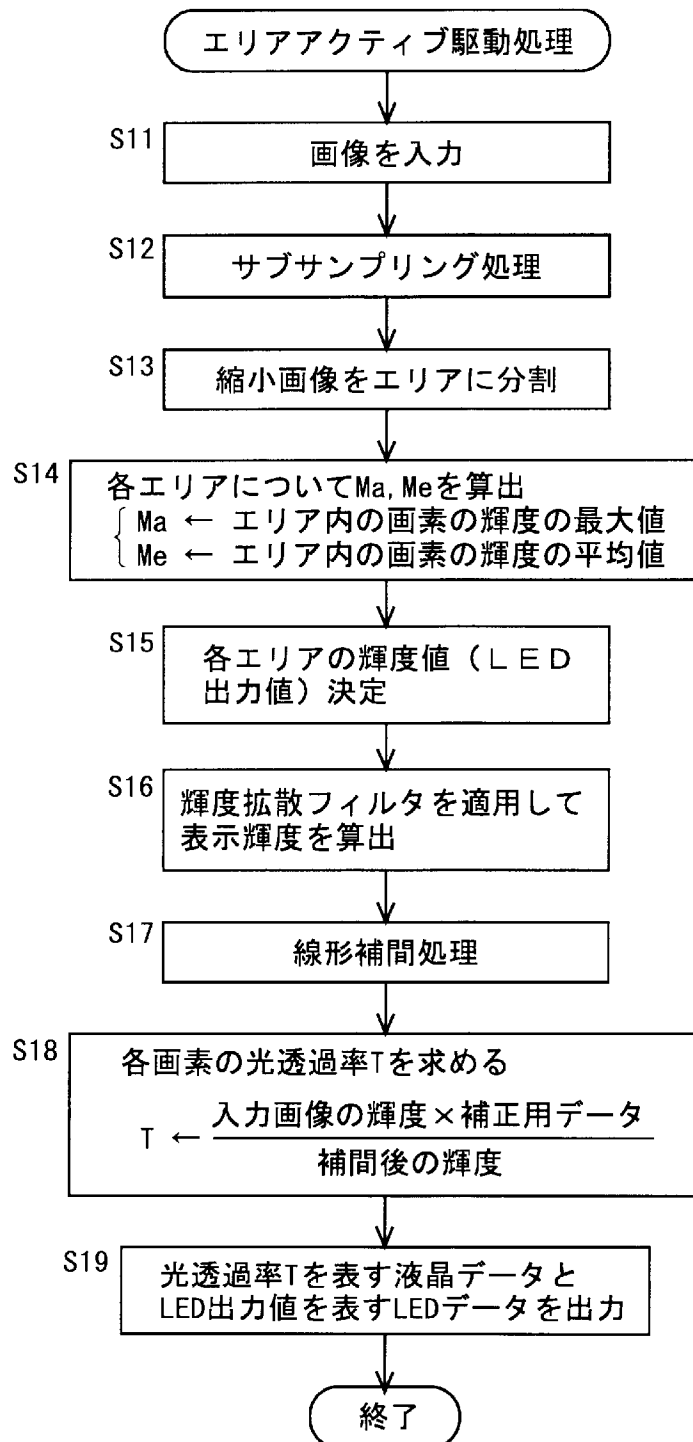 エリアアクティブ駆動処理
S11
画像を入力
S12
サブサンプリング処理
S13
縮小画像をエリアに分割
S14
各エリアについてMa,Meを算出
Ma ← エリア内の画素の輝度の最大値
Me ← エリア内の画素の輝度の平均値
S15
各エリアの輝度値（ＬＥＤ
出力値）決定
S16
輝度拡散フィルタを適用して
表示輝度を算出
S17
線形補間処理
S18
各画素の光透過率Tを求める
T ← 入力画像の輝度×補正用データ
補間後の輝度
S19
光透過率Tを表す液晶データと
LED出力値を表すLEDデータを出力
終了